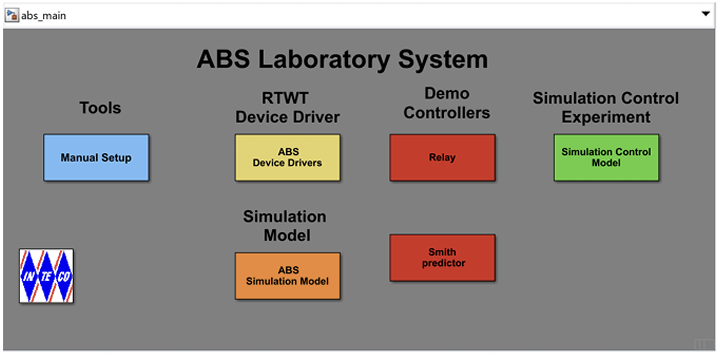 abs_main
ABS Laboratory System
Tools
Manual Setup
RTWT
Device Driver
ABS
Device Drivers
Simulation
Model
ABS
Simulation Model
Demo
Controllers
Relay
Smith
predictor
Simulation Control
Experiment
Simulation Control
Model
IN TE CO